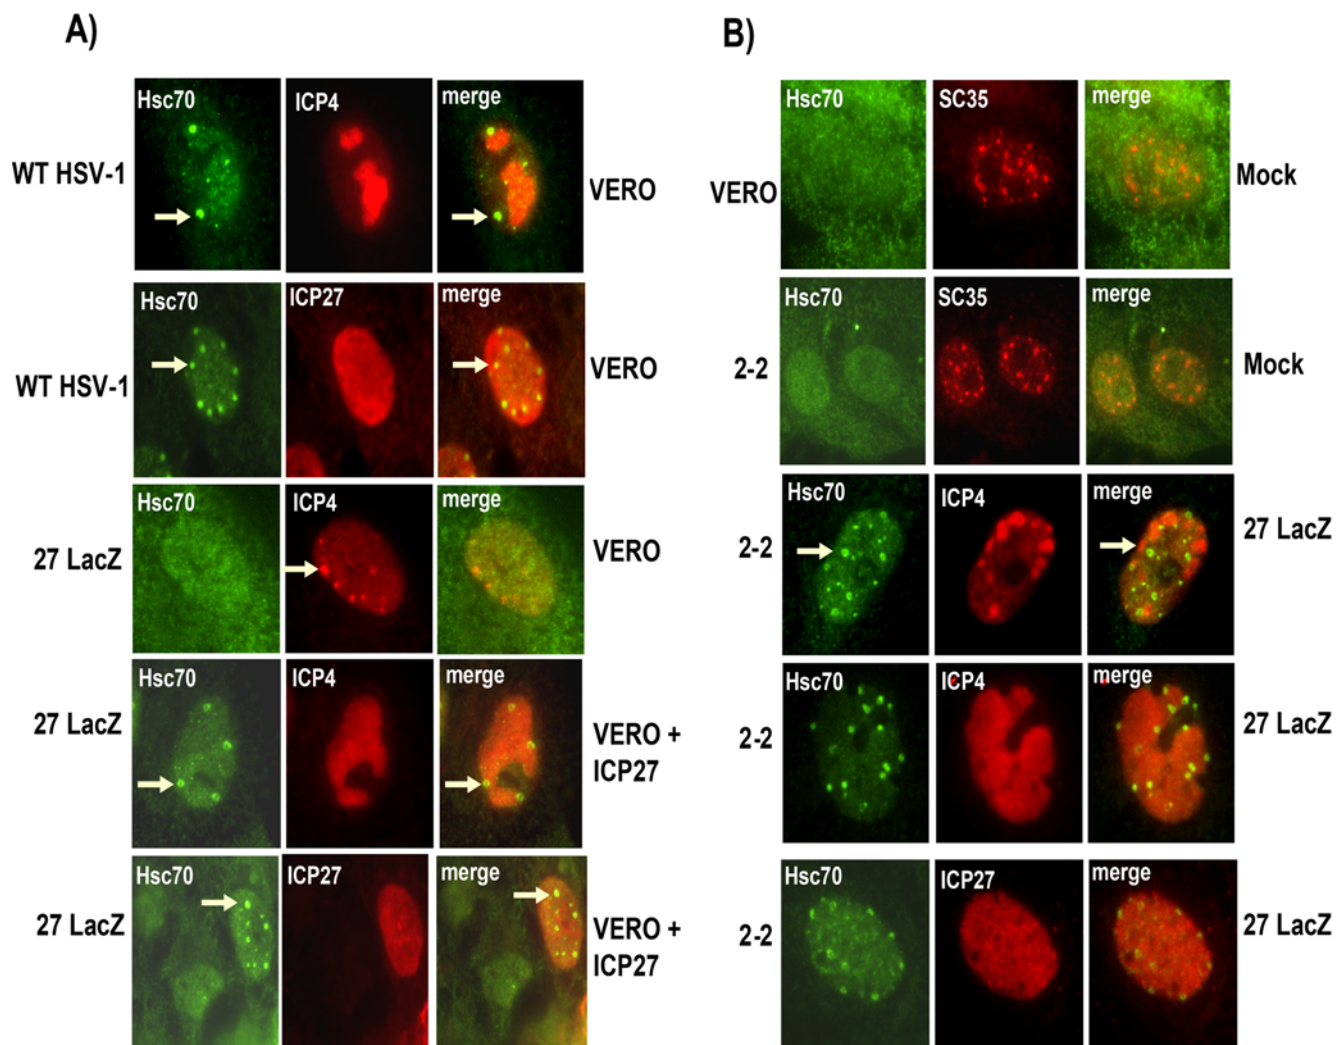 A)
Hsc70 ICP4 merge
WT HSV-1 VERO
Hsc70 ICP27 merge
WT HSV-1 VERO
Hsc70 ICP4 merge
27 LacZ VERO
Hsc70 ICP4 merge
27 LacZ VERO +
ICP27
Hsc70 ICP27 merge
27 LacZ VERO +
ICP27
B)
Hsc70 SC35 merge
VERO Mock
Hsc70 SC35 merge
2-2 Mock
Hsc70 ICP4 merge
2-2 27 LacZ
Hsc70 ICP4 merge
2-2 27 LacZ
Hsc70 ICP27 merge
2-2 27 LacZ